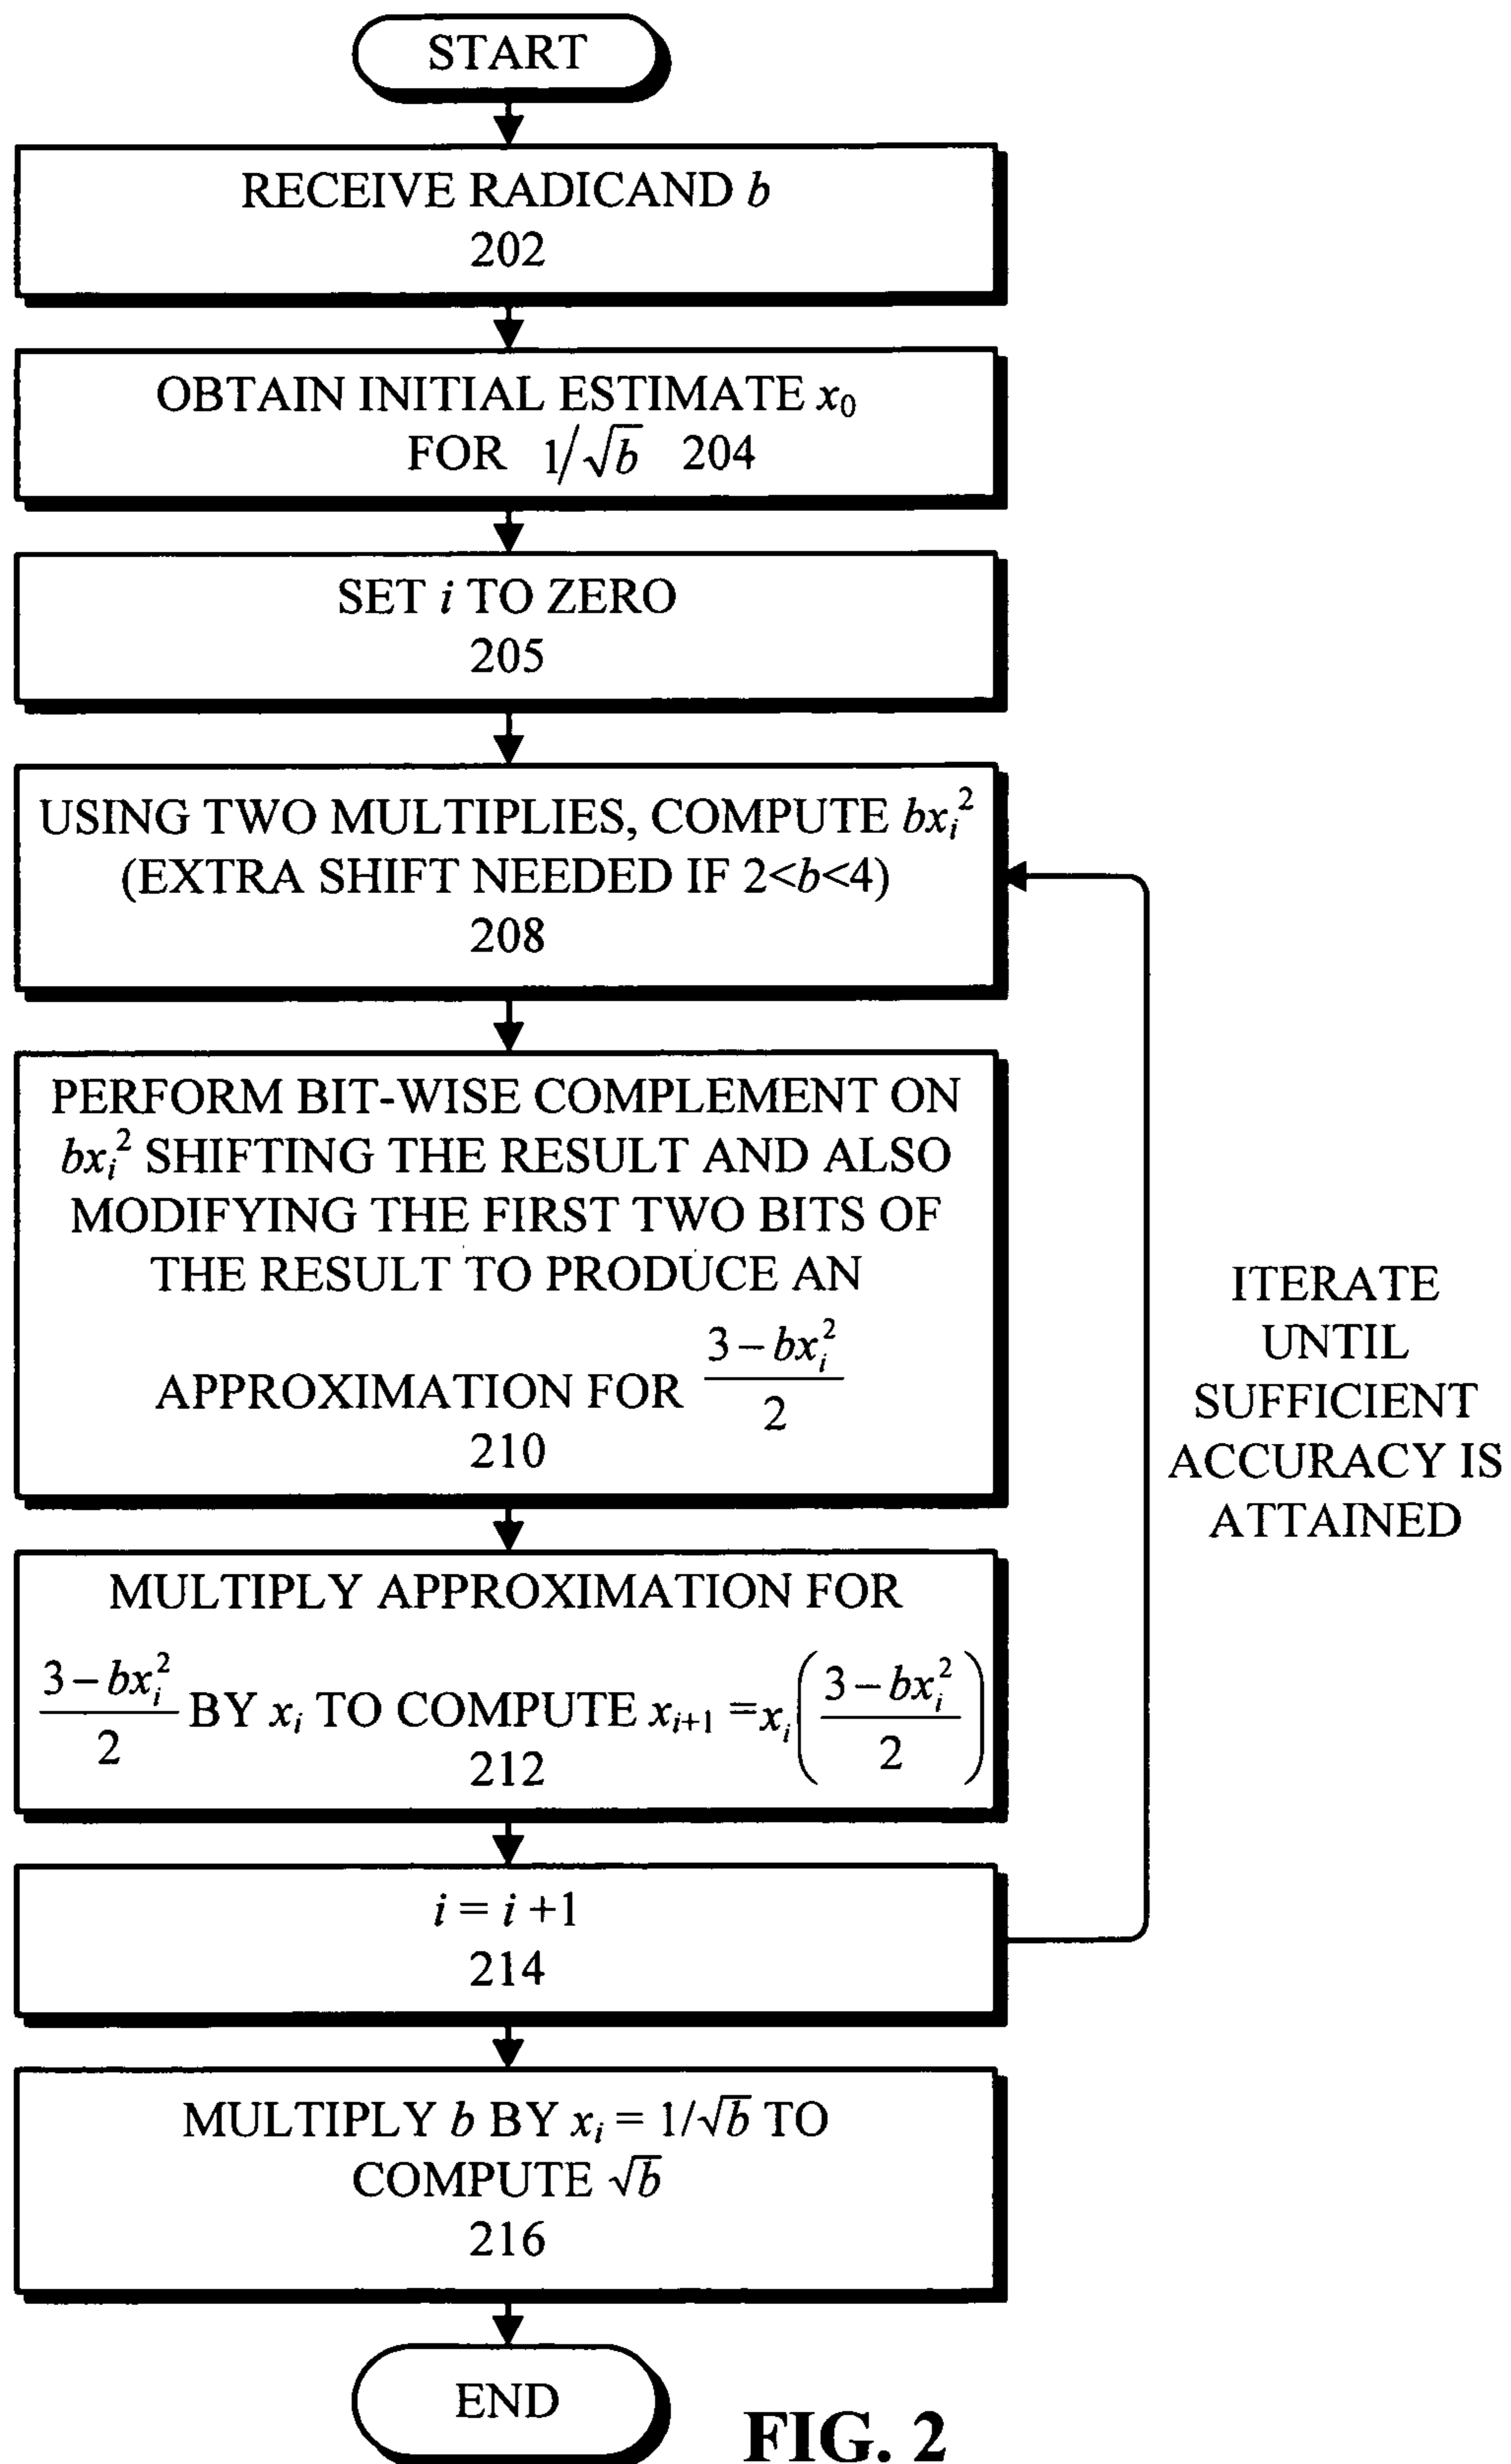 START
RECEIVE RADICAND b
202
OBTAIN INITIAL ESTIMATE x₀
FOR 1/√b 204
SET i TO ZERO
205
USING TWO MULTIPLIES, COMPUTE bxᵢ²
(EXTRA SHIFT NEEDED IF 2<b<4)
208
PERFORM BIT-WISE COMPLEMENT ON
bxᵢ² SHIFTING THE RESULT AND ALSO
MODIFYING THE FIRST TWO BITS OF
THE RESULT TO PRODUCE AN
APPROXIMATION FOR (3 – bxᵢ²)/2
210
MULTIPLY APPROXIMATION FOR
(3 – bxᵢ²)/2 BY xᵢ TO COMPUTE xᵢ₊₁ = xᵢ((3 – bxᵢ²)/2)
212
i = i +1
214
ITERATE
UNTIL
SUFFICIENT
ACCURACY IS
ATTAINED
MULTIPLY b BY xᵢ = 1/√b TO
COMPUTE √b
216
END
FIG. 2